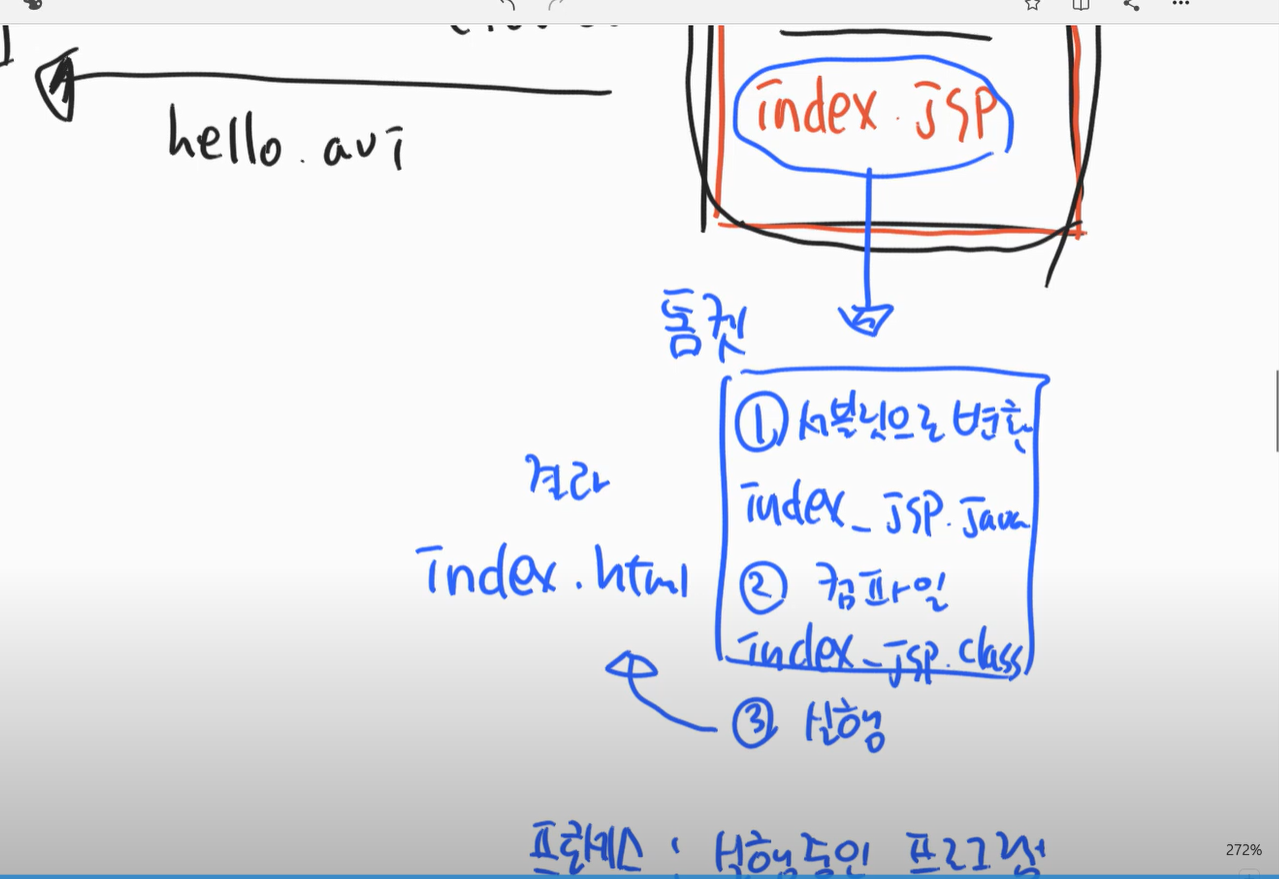 index.jsp
hello.avi
톰켓
① 서블릿으로 변환
index_jsp.java
② 컴파일
index_jsp.class
결과
index.html
③ 실행
프로세스 : 실행중인 프로그램
272%